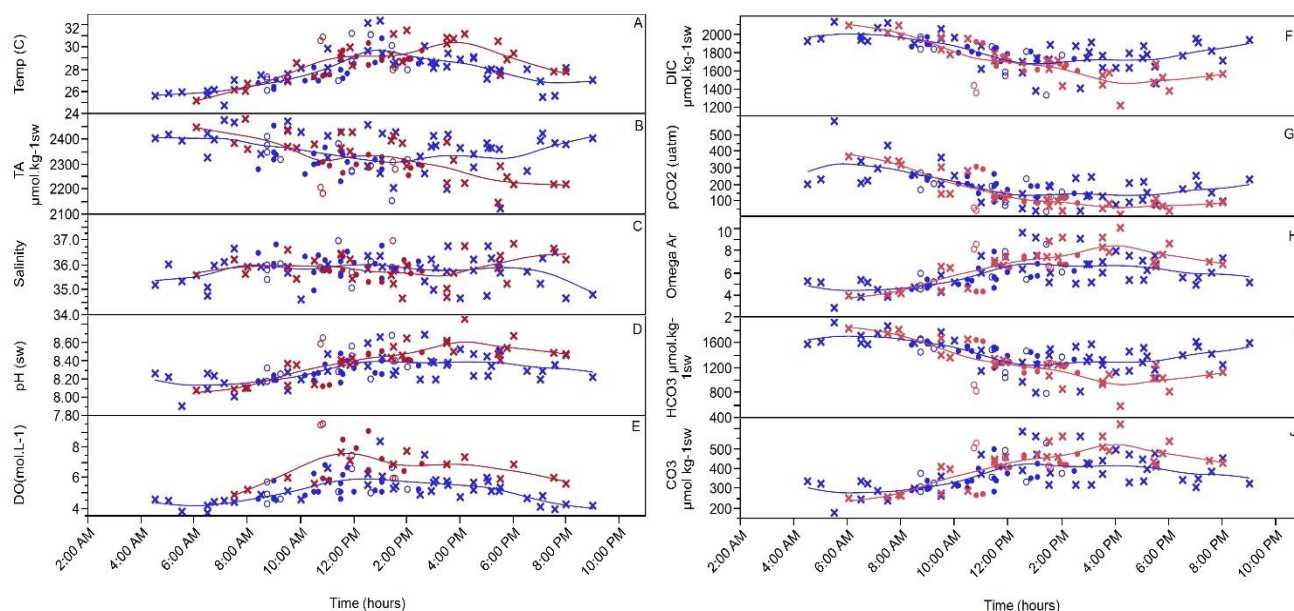 A
Temp (C)
32
30
28
26
24
B
TA
µmol.kg-1sw
2400
2300
2200
2100
C
Salinity
37.0
36.0
35.0
34.0
D
pH (sw)
8.60
8.40
8.20
8.00
7.80
E
DO(mol.L-1)
8
6
4
2:00 AM
4:00 AM
6:00 AM
8:00 AM
10:00 AM
12:00 PM
2:00 PM
4:00 PM
6:00 PM
8:00 PM
10:00 PM
Time (hours)
F
DIC
µmol.kg-1sw
2000
1800
1600
1400
1200
G
pCO2 (uatm)
500
400
300
200
100
H
Omega Ar
10
8
6
4
2
HCO3 µmol.kg-
1sw
1600
1200
800
400
J
CO3
µmol kg-1sw
500
400
300
200
2:00 AM
4:00 AM
6:00 AM
8:00 AM
10:00 AM
12:00 PM
2:00 PM
4:00 PM
6:00 PM
8:00 PM
10:00 PM
Time (hours)